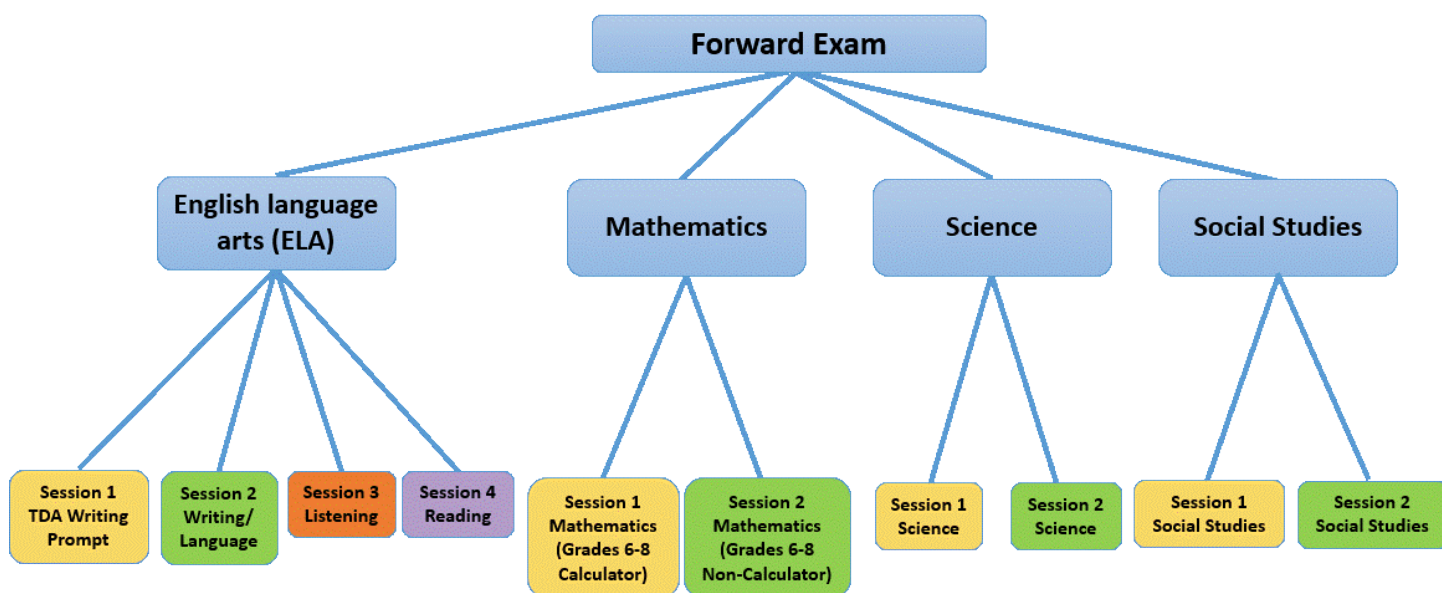 Forward Exam
English language
arts (ELA)
Mathematics
Science
Social Studies
Session 1
TDA Writing
Prompt
Session 2
Writing/
Language
Session 3
Listening
Session 4
Reading
Session 1
Mathematics
(Grades 6-8
Calculator)
Session 2
Mathematics
(Grades 6-8
Non-Calculator)
Session 1
Science
Session 2
Science
Session 1
Social Studies
Session 2
Social Studies